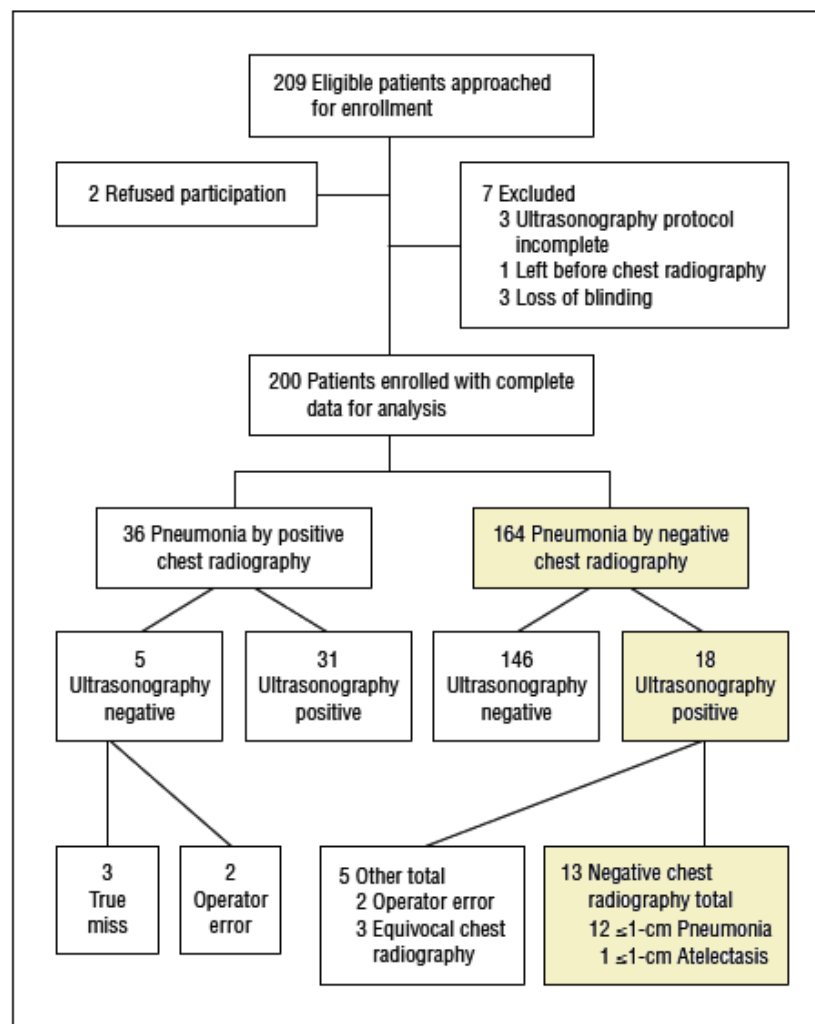 209 Eligible patients approached
for enrollment
2 Refused participation
7 Excluded
3 Ultrasonography protocol
incomplete
1 Left before chest radiography
3 Loss of blinding
200 Patients enrolled with complete
data for analysis
36 Pneumonia by positive
chest radiography
164 Pneumonia by negative
chest radiography
5
Ultrasonography
negative
31
Ultrasonography
positive
146
Ultrasonography
negative
18
Ultrasonography
positive
3
True
miss
2
Operator
error
5 Other total
2 Operator error
3 Equivocal chest
radiography
13 Negative chest
radiography total
12 ≤1-cm Pneumonia
1 ≤1-cm Atelectasis